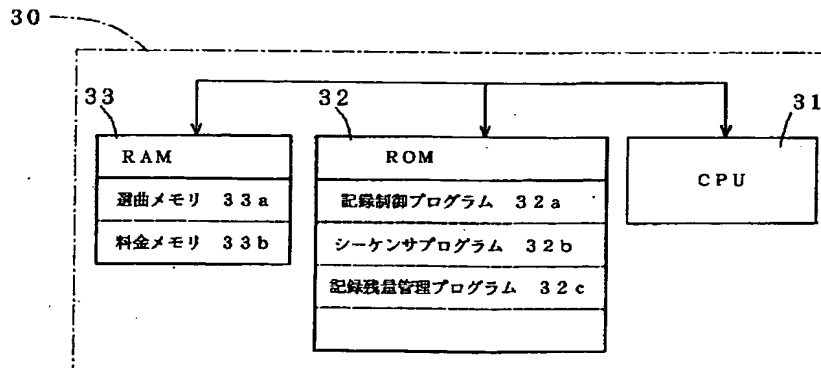 30
33
32
31
RAM
選曲メモリ 33a
料金メモリ 33b
ROM
記録制御プログラム 32a
シーケンサプログラム 32b
記録残量管理プログラム 32c
CPU